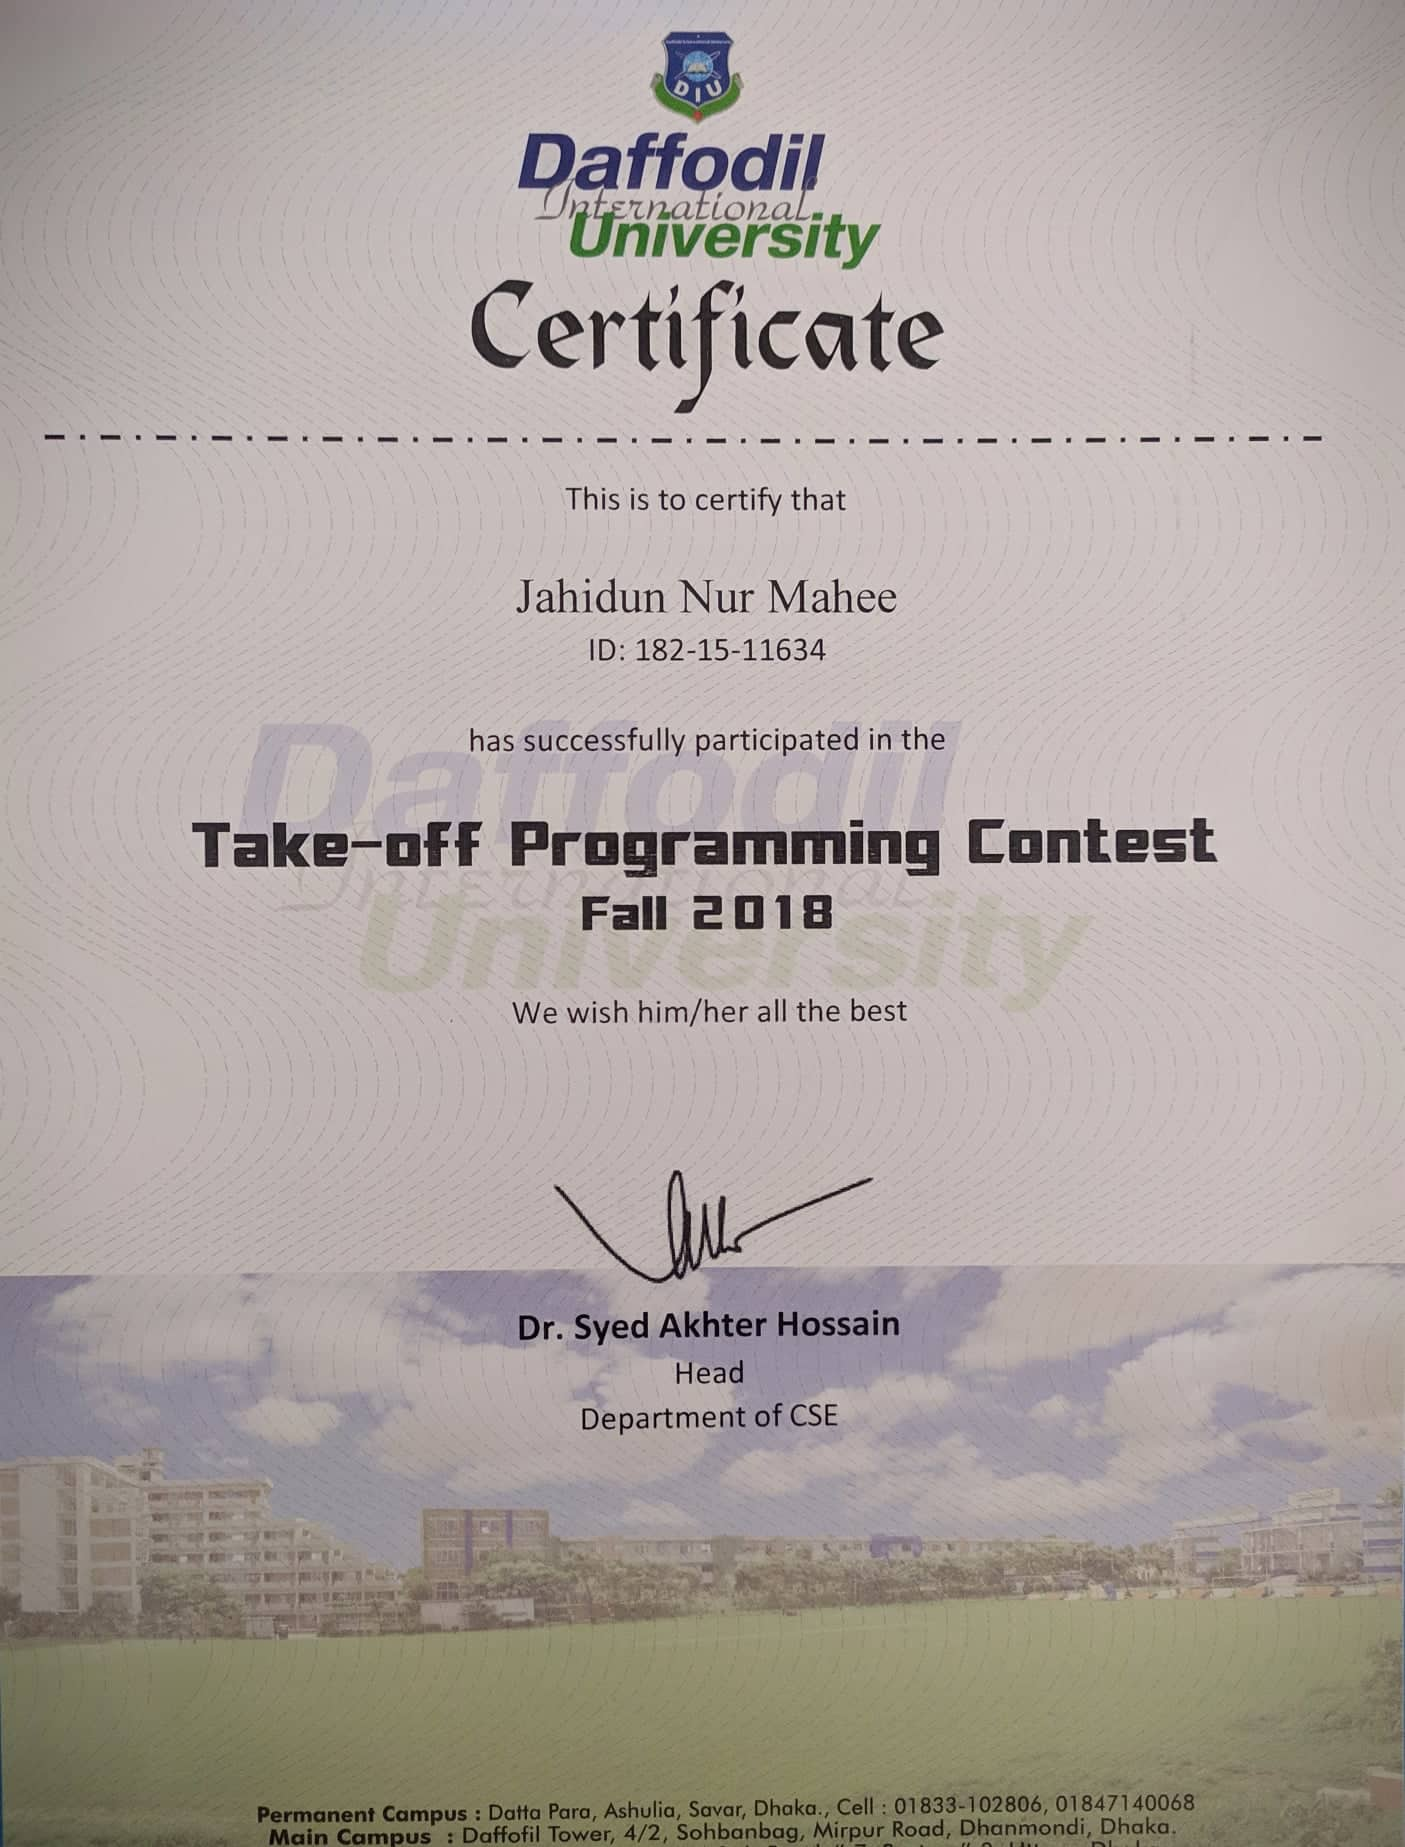 DIU
Daffodil
International
University
Certificate
This is to certify that
Jahidun Nur Mahee
ID: 182-15-11634
has successfully participated in the
Daffodil
International
University
Take-off Programming Contest
Fall 2018
We wish him/her all the best
Dr. Syed Akhter Hossain
Head
Department of CSE
Permanent Campus : Datta Para, Ashulia, Savar, Dhaka., Cell : 01833-102806, 01847140068
Main Campus : Daffofil Tower, 4/2, Sohbanbag, Mirpur Road, Dhanmondi, Dhaka.